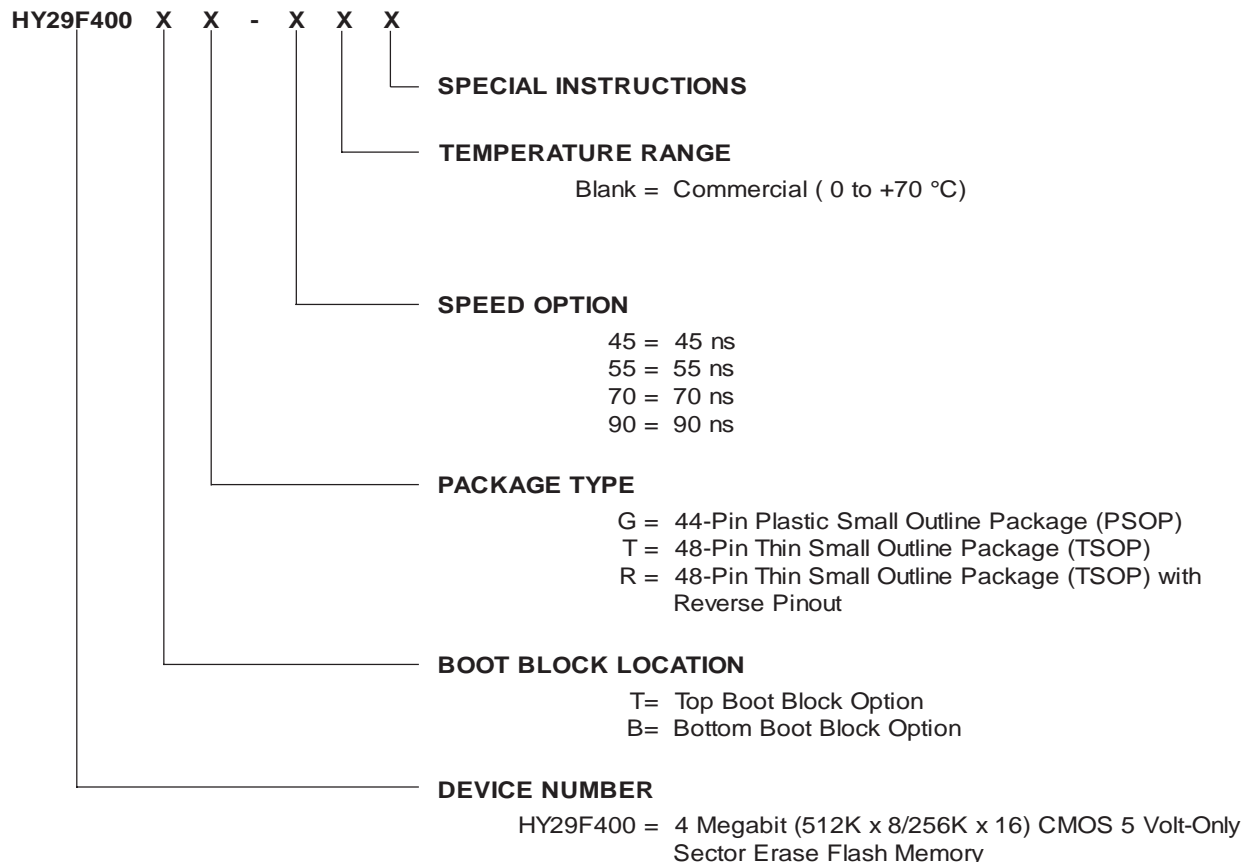 HY29F400 X X - X X X
SPECIAL INSTRUCTIONS
TEMPERATURE RANGE
Blank = Commercial ( 0 to +70 °C)
SPEED OPTION
45 = 45 ns
55 = 55 ns
70 = 70 ns
90 = 90 ns
PACKAGE TYPE
G = 44-Pin Plastic Small Outline Package (PSOP)
T = 48-Pin Thin Small Outline Package (TSOP)
R = 48-Pin Thin Small Outline Package (TSOP) with
Reverse Pinout
BOOT BLOCK LOCATION
T= Top Boot Block Option
B= Bottom Boot Block Option
DEVICE NUMBER
HY29F400 = 4 Megabit (512K x 8/256K x 16) CMOS 5 Volt-Only
Sector Erase Flash Memory